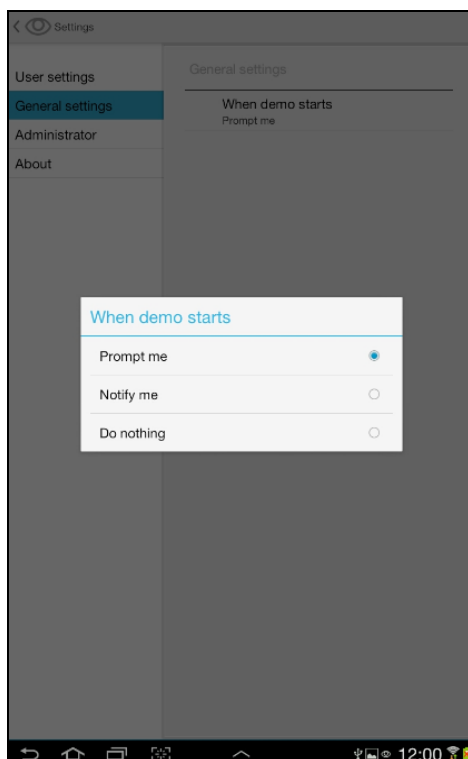 Settings
User settings
General settings
Administrator
About
General settings
When demo starts
Prompt me
When demo starts
Prompt me
Notify me
Do nothing
12:00